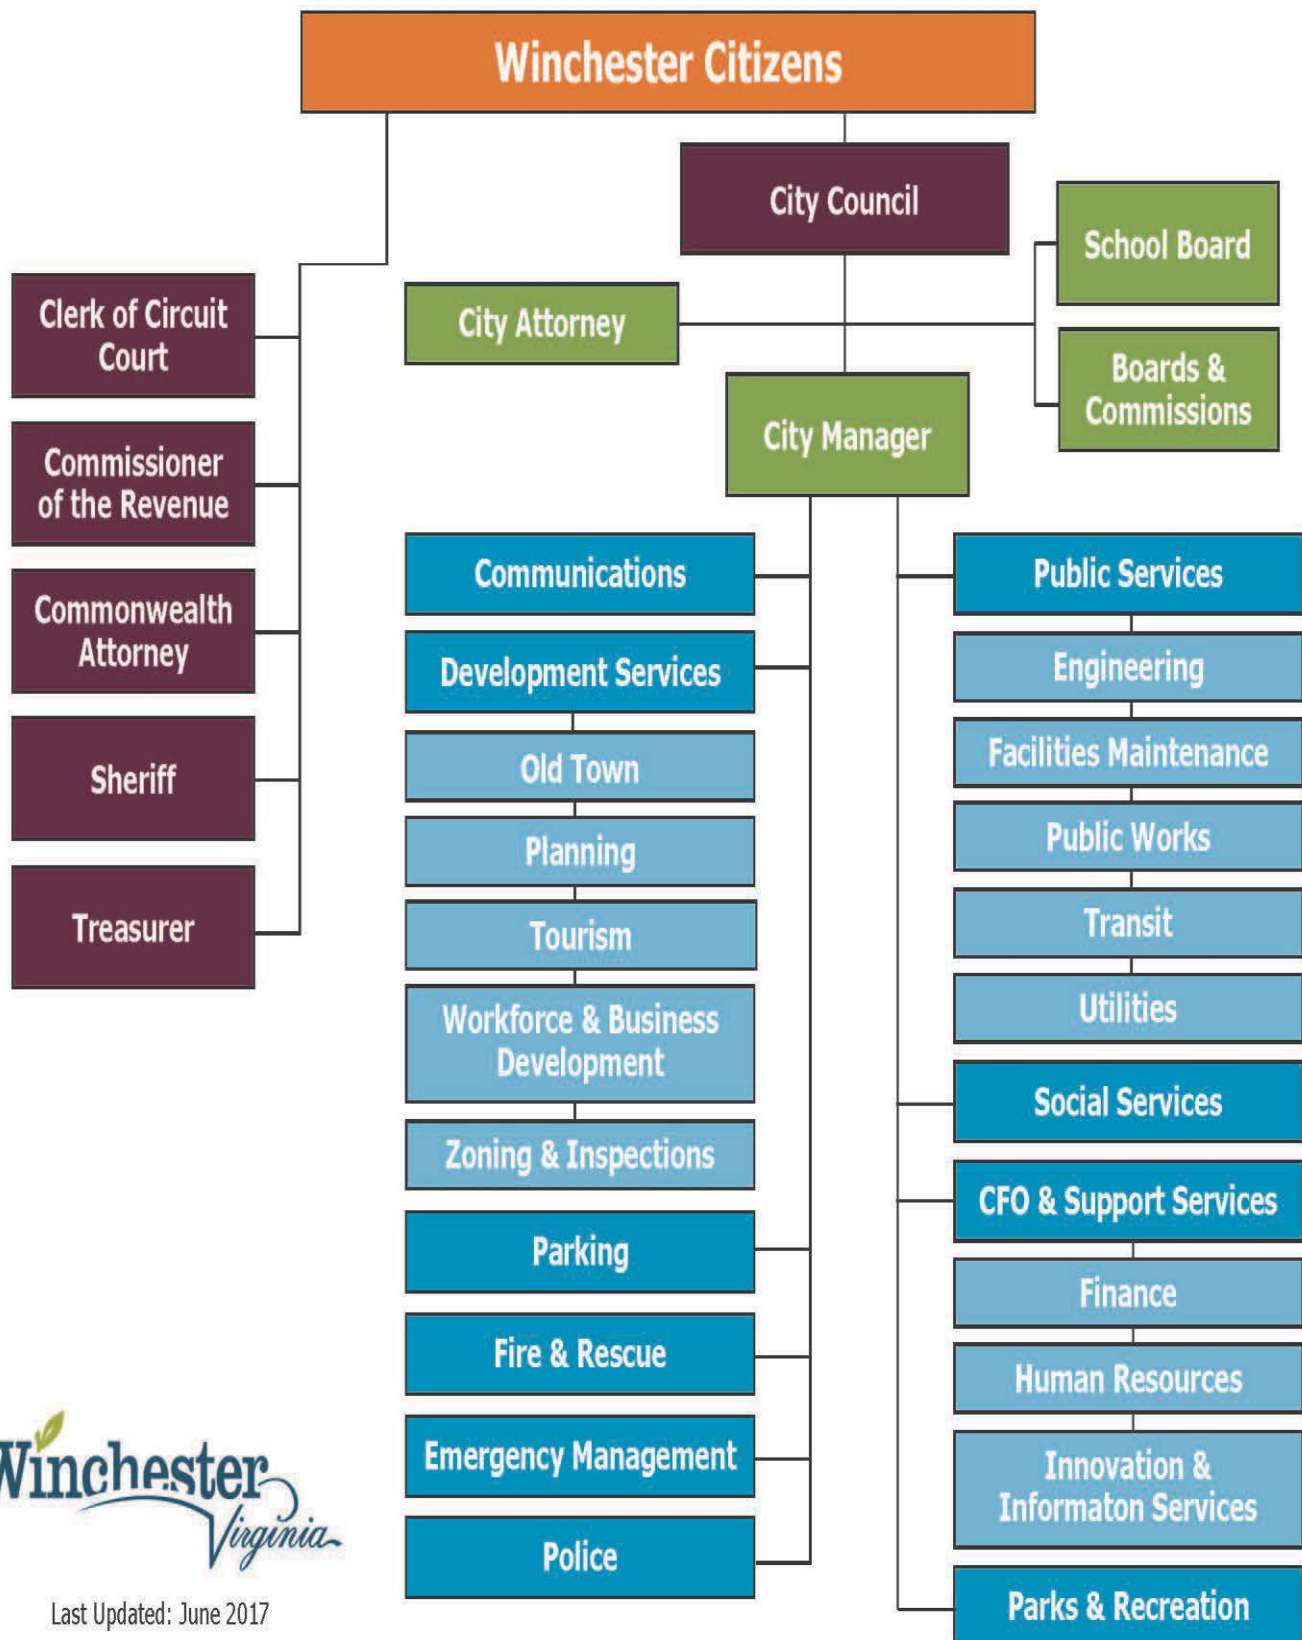 Winchester Citizens
City Council
School Board
City Attorney
Boards &
Commissions
City Manager
Clerk of Circuit
Court
Commissioner
of the Revenue
Commonwealth
Attorney
Sheriff
Treasurer
Communications
Development Services
Old Town
Planning
Tourism
Workforce & Business
Development
Zoning & Inspections
Parking
Fire & Rescue
Emergency Management
Police
Public Services
Engineering
Facilities Maintenance
Public Works
Transit
Utilities
Social Services
CFO & Support Services
Finance
Human Resources
Innovation &
Informaton Services
Parks & Recreation
Winchester
Virginia
Last Updated: June 2017